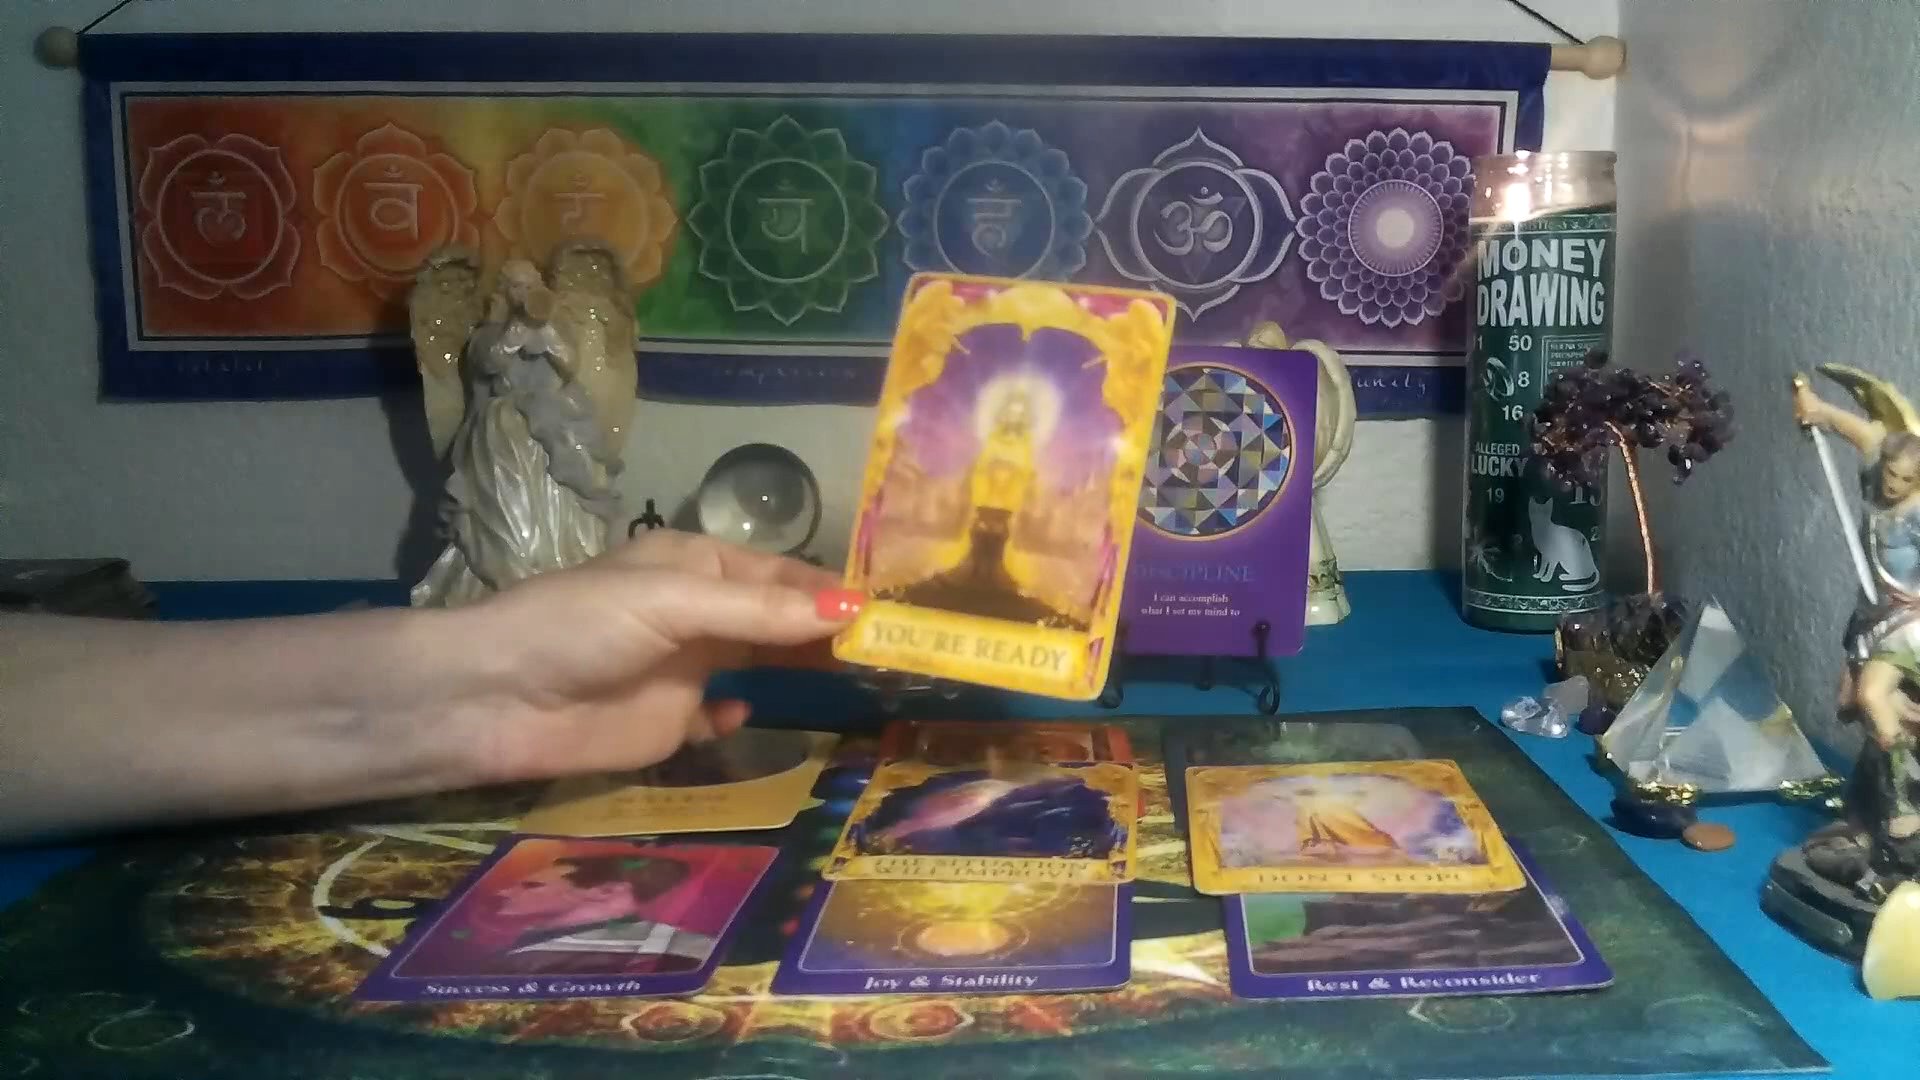 लं
वं
रं
यं
हं
ॐ
MONEY
DRAWING
1 50
8
16
ALLEGED
LUCKY
19
YOU'RE READY
DISCIPLINE
I can accomplish
what I set my mind to
THE SITUATION
WILL IMPROVE
DON'T STOP!
Success & Growth
Joy & Stability
Rest & Reconsider